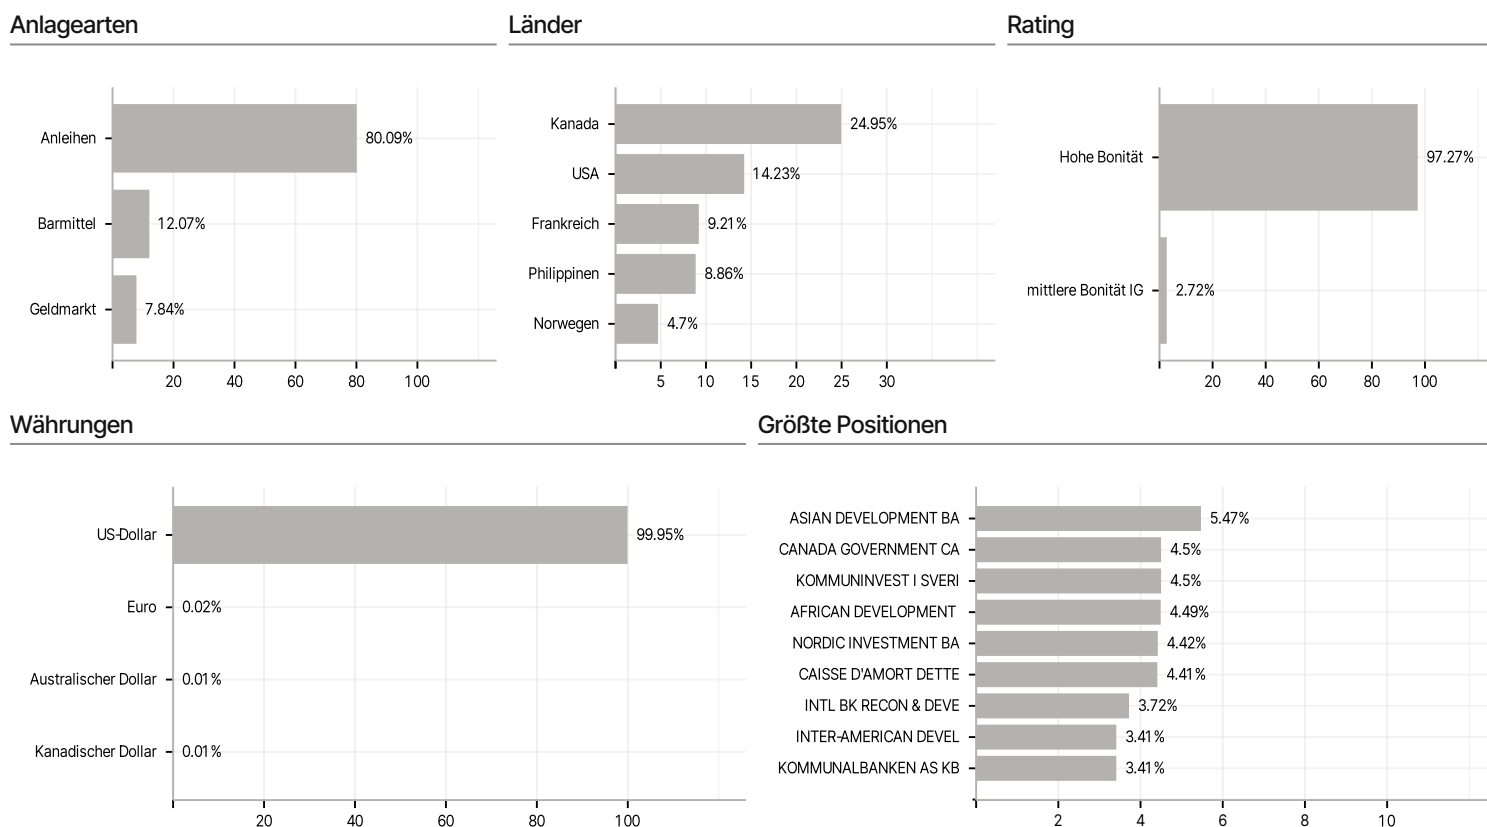 Anlagearten
Anleihen 80.09%
Barmittel 12.07%
Geldmarkt 7.84%
20 40 60 80 100
Länder
Kanada 24.95%
USA 14.23%
Frankreich 9.21%
Philippinen 8.86%
Norwegen 4.7%
5 10 15 20 25 30
Rating
Hohe Bonität 97.27%
mittlere Bonität IG 2.72%
20 40 60 80 100
Währungen
US-Dollar 99.95%
Euro 0.02%
Australischer Dollar 0.01%
Kanadischer Dollar 0.01%
20 40 60 80 100
Größte Positionen
ASIAN DEVELOPMENT BA 5.47%
CANADA GOVERNMENT CA 4.5%
KOMMUNINVEST I SVERI 4.5%
AFRICAN DEVELOPMENT 4.49%
NORDIC INVESTMENT BA 4.42%
CAISSE D'AMORT DETTE 4.41%
INTL BK RECON & DEVE 3.72%
INTER-AMERICAN DEVEL 3.41%
KOMMUNALBANKEN AS KB 3.41%
2 4 6 8 10